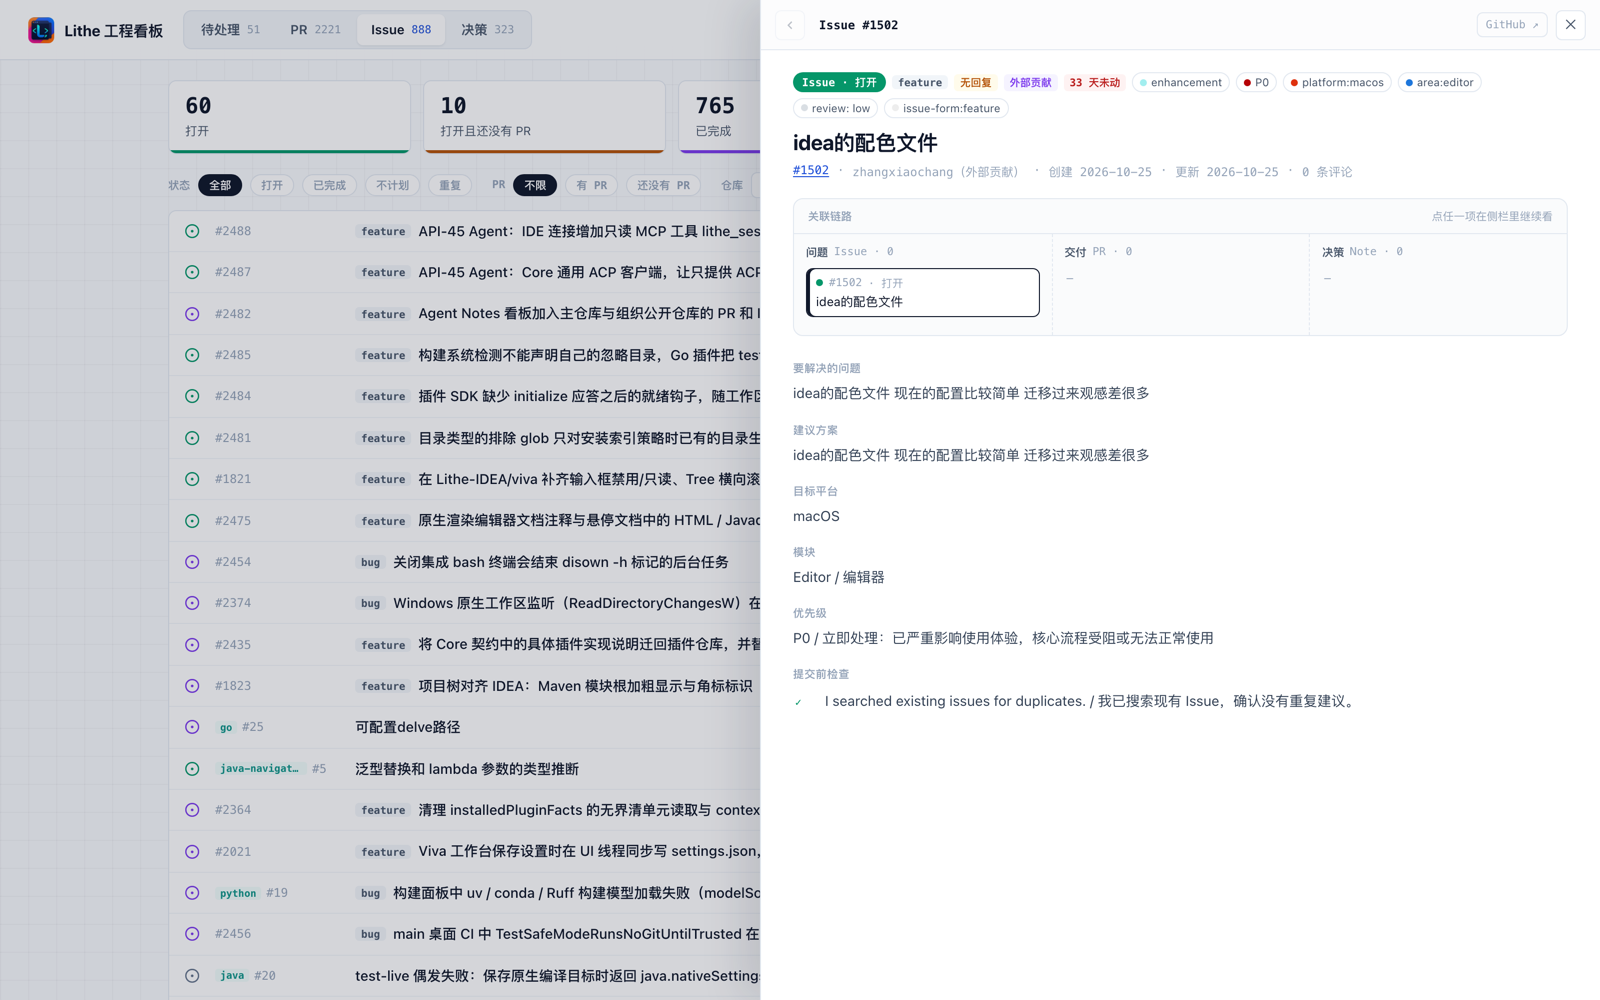 Lithe 工程看板
待处理 51
PR 2221
Issue 888
决策 323
60
打开
10
打开且还没有 PR
765
已完成
状态 全部 打开 已完成 不计划 重复 PR 不限 有 PR 还没有 PR 仓库
#2488 feature API-45 Agent：IDE 连接增加只读 MCP 工具 lithe_ses
#2487 feature API-45 Agent：Core 通用 ACP 客户端，让只提供 ACP
#2482 feature Agent Notes 看板加入主仓库与组织公开仓库的 PR 和
#2485 feature 构建系统检测不能声明自己的忽略目录，Go 插件把 tes
#2484 feature 插件 SDK 缺少 initialize 应答之后的就绪钩子，随工作区
#2481 feature 目录类型的排除 glob 只对安装索引策略时已有的目录生
#1821 feature 在 Lithe-IDEA/viva 补齐输入框禁用/只读、Tree 横向滚
#2475 feature 原生渲染编辑器文档注释与悬停文档中的 HTML / Javad
#2454 bug 关闭集成 bash 终端会结束 disown -h 标记的后台任务
#2374 bug Windows 原生工作区监听（ReadDirectoryChangesW）在
#2435 feature 将 Core 契约中的具体插件实现说明迁回插件仓库，并替
#1823 feature 项目树对齐 IDEA：Maven 模块根加粗显示与角标标识
go #25 可配置delve路径
java-navigat… #5 泛型替换和 lambda 参数的类型推断
#2364 feature 清理 installedPluginFacts 的无界清单元读取与 contex
#2021 feature Viva 工作台保存设置时在 UI 线程同步写 settings.json，
python #19 bug 构建面板中 uv / conda / Ruff 构建模型加载失败（modelSo
#2456 bug main 桌面 CI 中 TestSafeModeRunsNoGitUntilTrusted 在
java #20 test-live 偶发失败：保存原生编译目标时返回 java.nativeSetting
Issue #1502
GitHub ↗
Issue · 打开 feature 无回复 外部贡献 33 天未动 enhancement P0 platform:macos area:editor
review: low issue-form:feature
idea的配色文件
#1502 · zhangxiaochang（外部贡献） · 创建 2026-10-25 · 更新 2026-10-25 · 0 条评论
关联链路 点任一项在侧栏里继续看
问题 Issue · 0
#1502 · 打开
idea的配色文件
交付 PR · 0
—
决策 Note · 0
—
要解决的问题
idea的配色文件 现在的配置比较简单 迁移过来观感差很多
建议方案
idea的配色文件 现在的配置比较简单 迁移过来观感差很多
目标平台
macOS
模块
Editor / 编辑器
优先级
P0 / 立即处理：已严重影响使用体验，核心流程受阻或无法正常使用
提交前检查
✓ I searched existing issues for duplicates. / 我已搜索现有 Issue，确认没有重复建议。